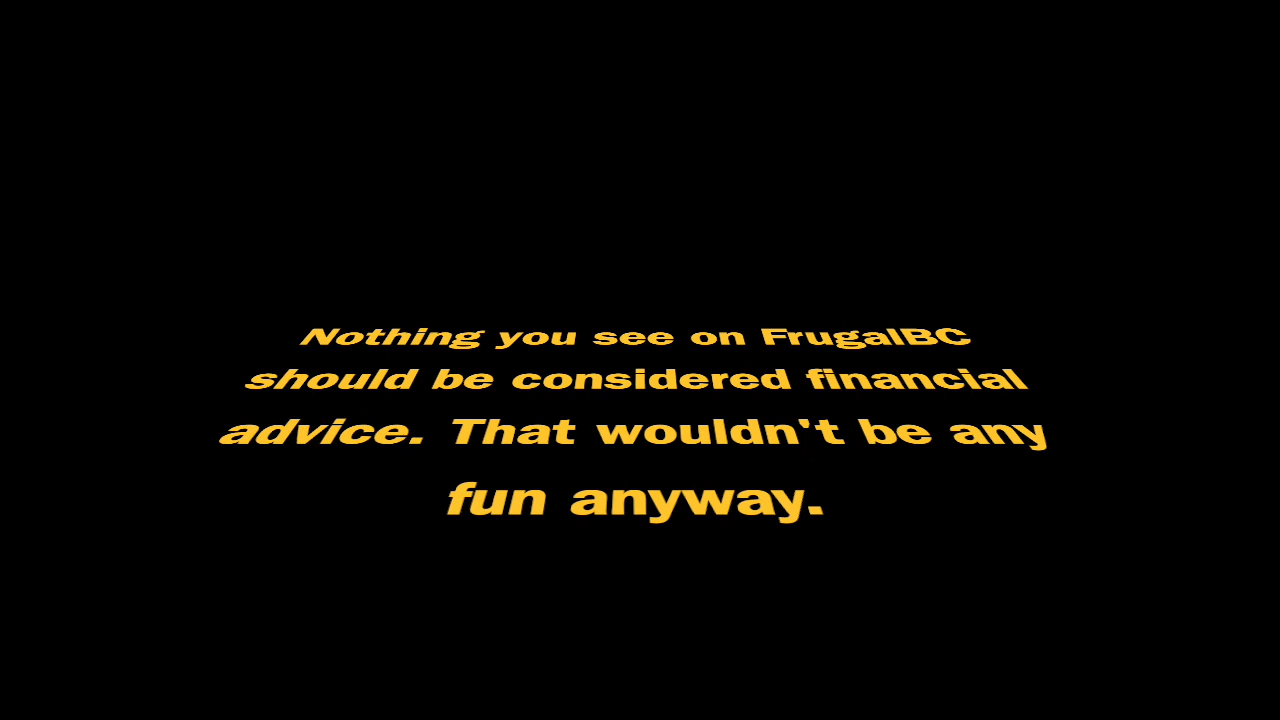 Nothing you see on FrugalBC
should be considered financial
advice. That wouldn't be any
fun anyway.